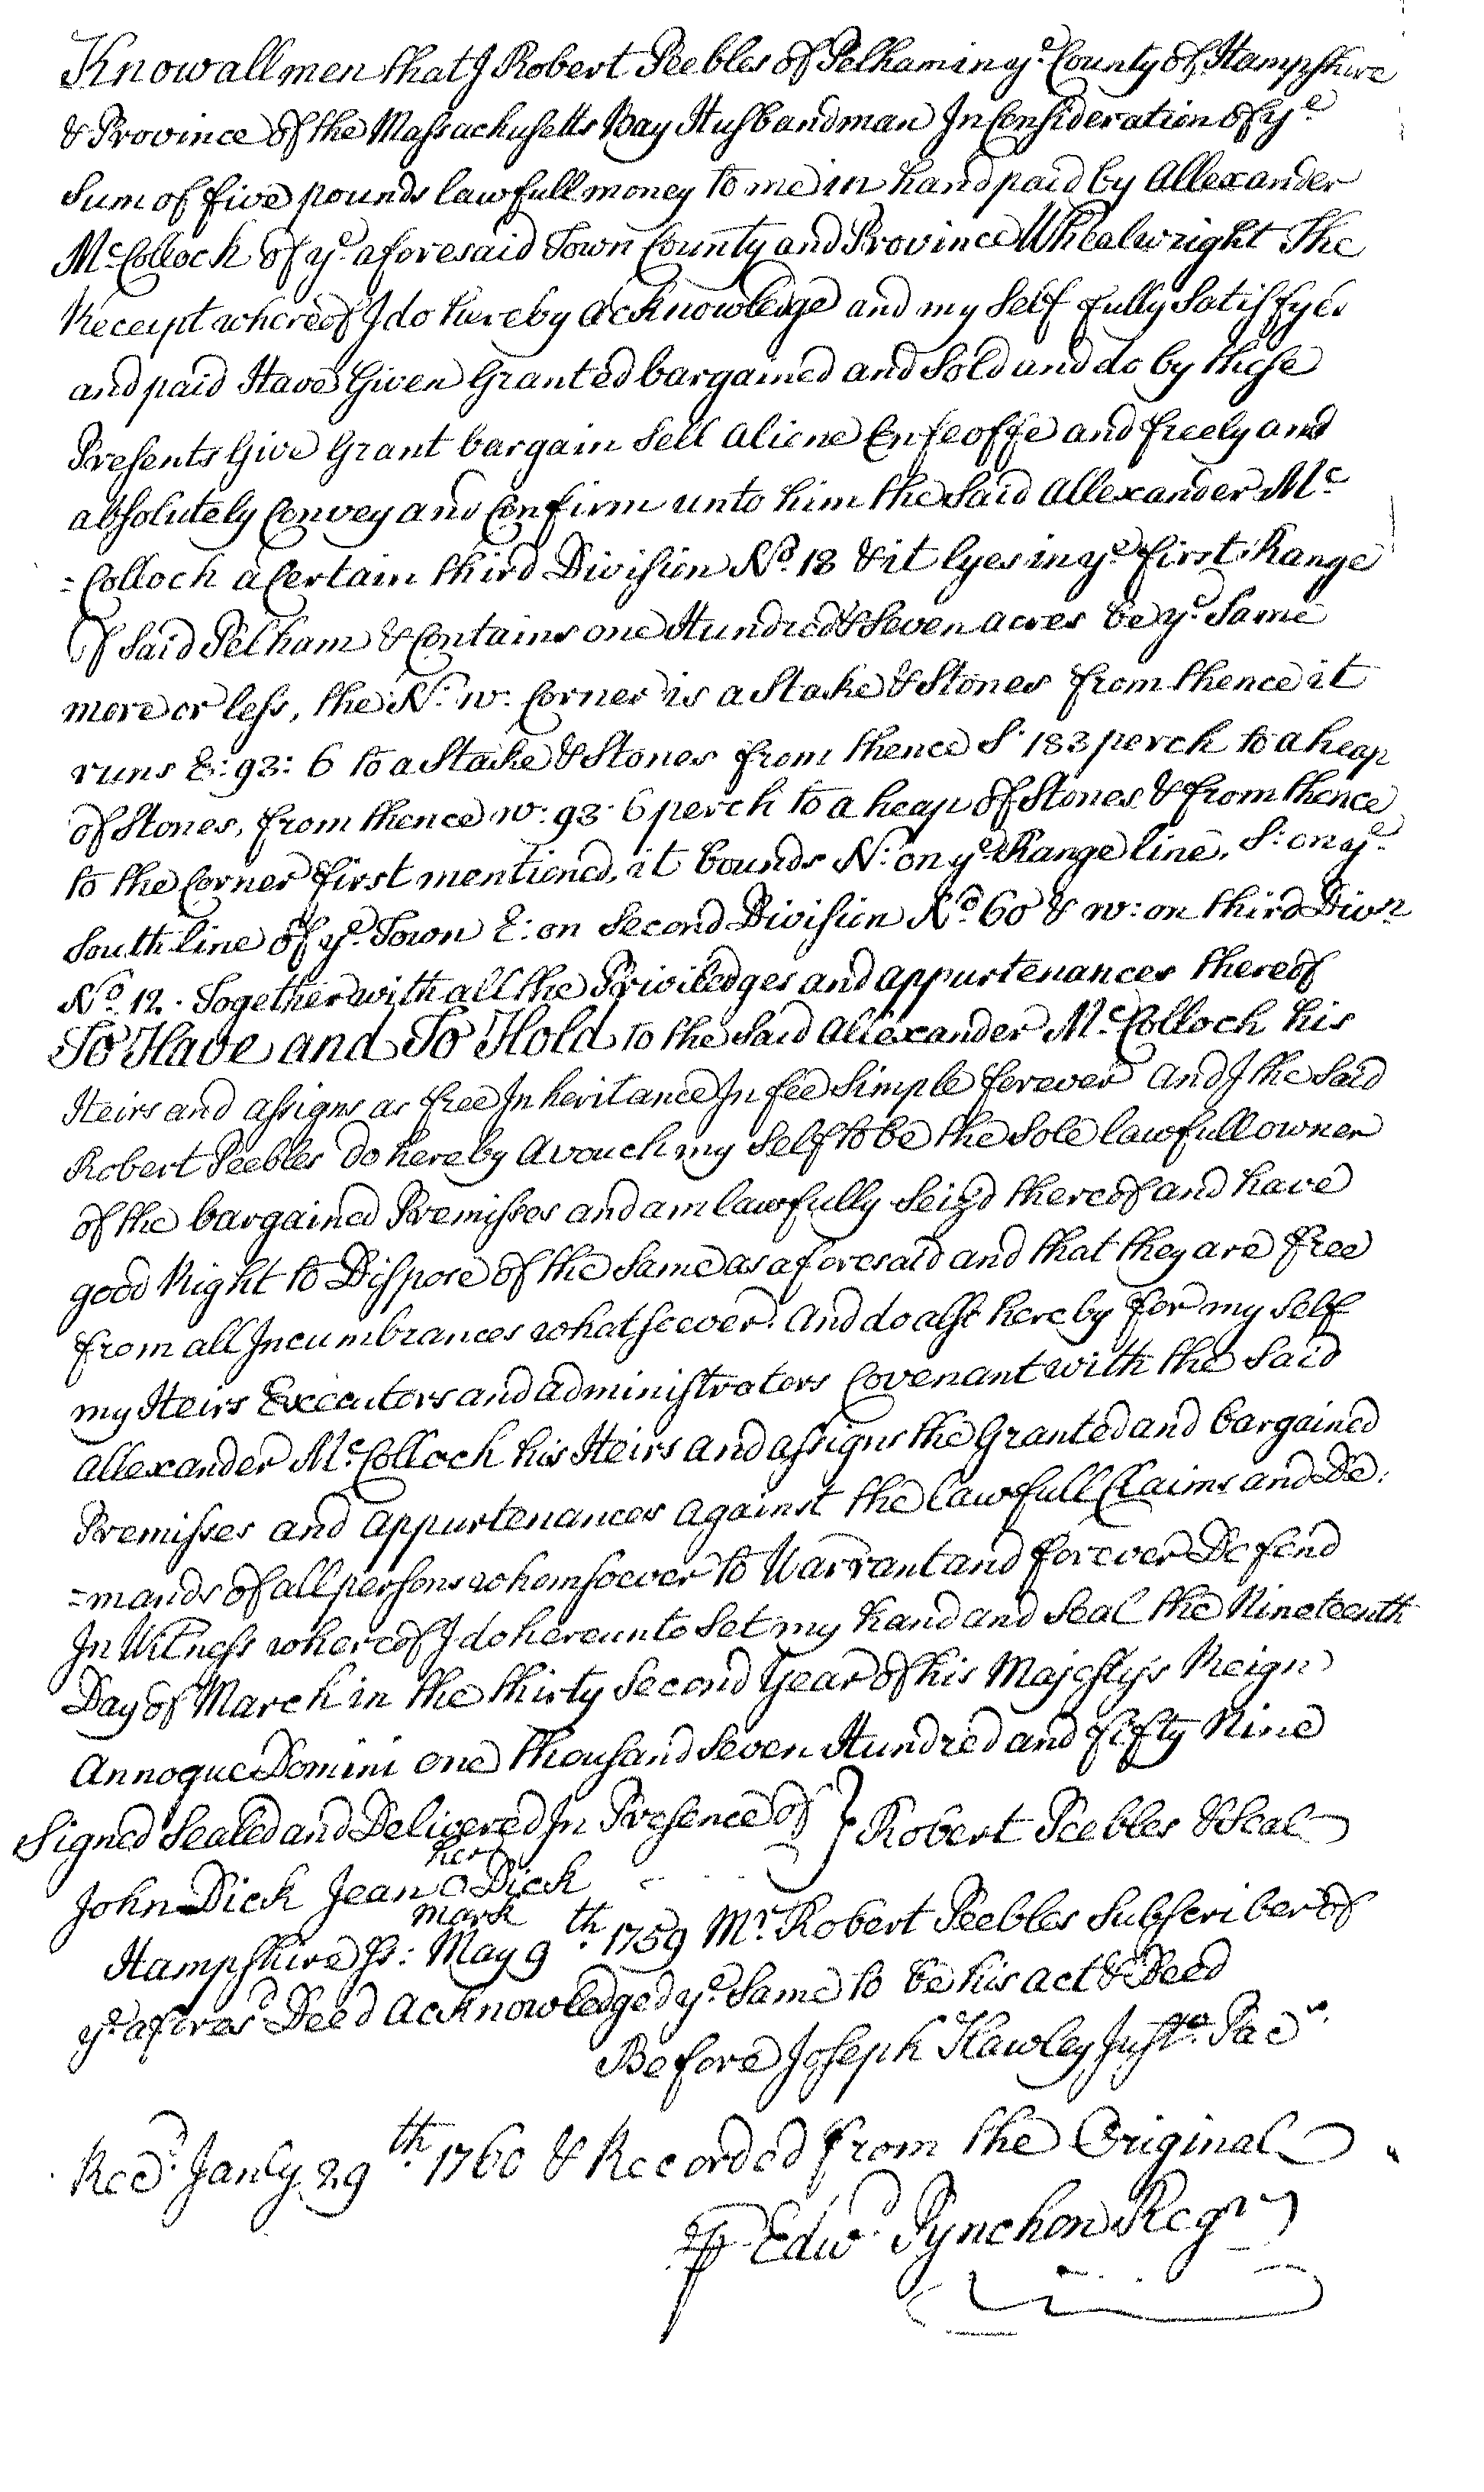 Know all men that I Robert Peebles of Pelham in ye County of Hampshire
& Province of the Massachusetts Bay Husbandman In Consideration of ye
Sum of five pounds lawfull money to me in hand paid by Allexander
McColloch of ye aforesaid Town County and Province Whealwright The
Receipt whereof I do hereby acknowledge and my Self fully Satisfyed
and paid Have Given Granted bargained and Sold and do by these
Presents Give Grant bargain Sell aliene Enfeoffe and freely and
absolutely Convey and Confirm unto him the Said Allexander Mc
=Colloch a Certain third Division No. 13 & it lyes in ye first Range
Of Said Pelham & Contains one Hundred & Seven acres be ye Same
more or less, the N: W: Corner is a Stake & Stones from thence it
runs E: 93: 6 to a Stake & Stones from thence S: 183 perch to a heap
of Stones, from thence W: 93: 6 perch to a heap of Stones & from thence
to the Corner first mentioned, it bounds N: on ye Range line, S: on ye
South line of ye Town E: on Second Division No. 60 & W: on third Divn
No. 12. Together with all the Priviledges and appurtenances thereof
To Have and To Hold to the Said Allexander McColloch his
Heirs and assigns as free Inheritance In fee Simple forever and I the Said
Robert Peebles do hereby avouch my Self to be the Sole lawfull owner
of the bargained Premisses and am lawfully Seizd thereof and have
good Right to Dispose of the Same as aforesaid and that they are free
from all Incumbrances whatsoever: And do also hereby for my Self
my Heirs Executors and administrators Covenant with the Said
allexander McColloch his Heirs and assigns the Granted and bargained
Premisses and appurtenances against the lawfull Claims and De:
=mands of all persons whomsoever to Warrant and forever Defend
In Witness whereof I do hereunto Set my hand and Seal the Nineteenth
Day of March in the thirty Second Year of his Majesty's Reign
Annoque Domini one thousand Seven Hundred and fifty Nine
Signed Sealed and Delivered In Presence of } Robert Peebles & Seal
her
John Dick Jean O Dick
mark
Hampshire Ss: May 9th. 1759 Mr Robert Peebles Subscriber of
ye aforesd Deed Acknowledged ye Same to be his act & Deed
Before Joseph Hawley Juste. Pacs.
Recd. Janly 29th. 1760 & Recorded from the Original
⅌ Edwd Pynchon Regr